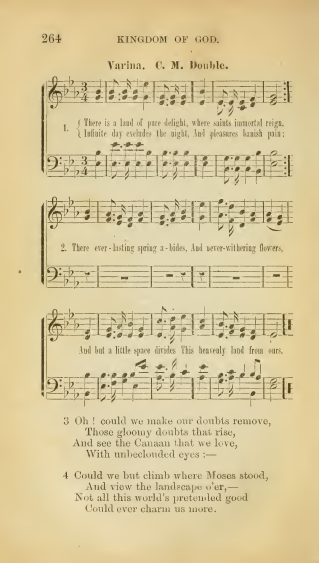 264 KINGDOM OF GOD.
Varina. C. M. Double.
1. { There is a land of pure delight, where saints immortal reign,
{ Infinite day excludes the night, And pleasures banish pain;
2. There ever-lasting spring a-bides, And never-withering flowers,
And but a little space divides This heavenly land from ours.
3 Oh! could we make our doubts remove,
Those gloomy doubts that rise,
And see the Canaan that we love,
With unbeclouded eyes :—
4 Could we but climb where Moses stood,
And view the landscape o'er,—
Not all this world's pretended good
Could ever charm us more.